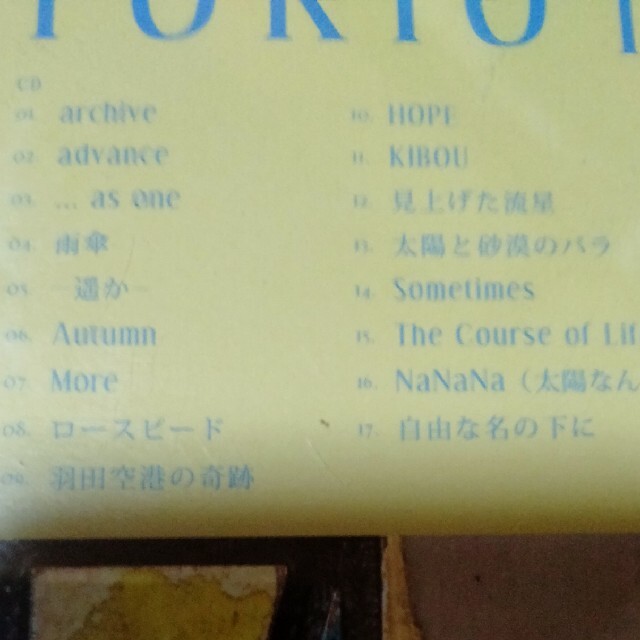 TOKIO
CD
01. archive
02. advance
03. ... as one
04. 雨傘
05. −遥か−
06. Autumn
07. More
08. ロースピード
09. 羽田空港の奇跡
10. HOPE
11. KIBOU
12. 見上げた流星
13. 太陽と砂漠のバラ
14. Sometimes
15. The Course of Lif
16. NaNaNa（太陽なん
17. 自由な名の下に